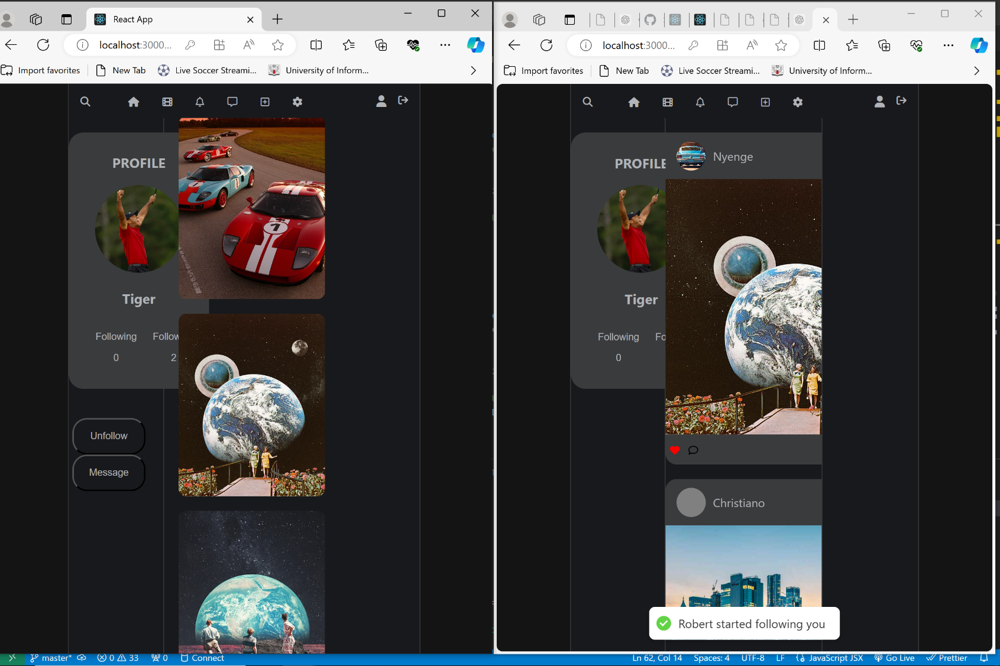 React App
localhost:3000...
Import favorites
New Tab
Live Soccer Streami...
University of Inform...
PROFILE
1
1
Tiger
Following
Follow
0
2
Unfollow
Message
localhost:3000...
Import favorites
New Tab
Live Soccer Streami...
University of Inform...
PROFILE
Nyenge
Tiger
Following
Fo
0
Christiano
Robert started following you
master*
0
33
0
Connect
Ln 62, Col 14
Spaces: 4
UTF-8
LF
JavaScript JSX
Go Live
Prettier